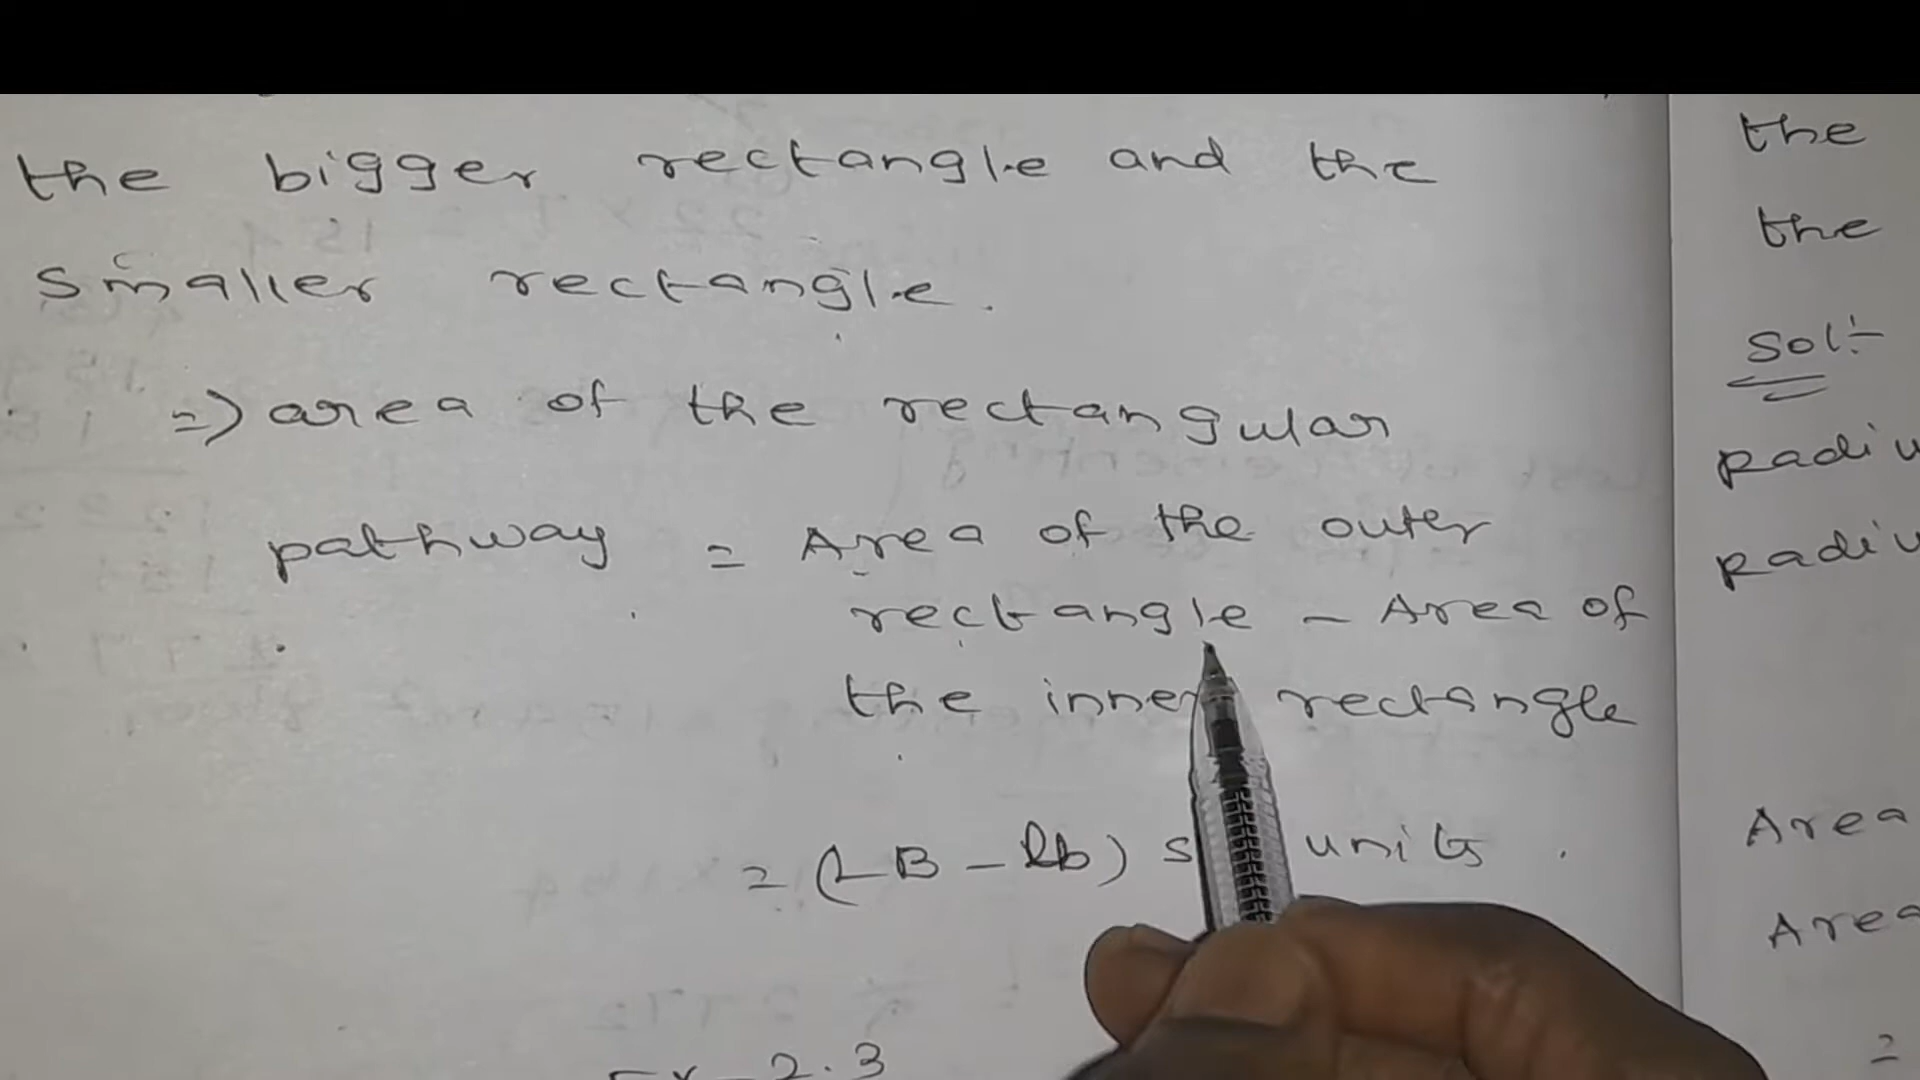 the bigger rectangle and the
smaller rectangle.
=> area of the rectangular
pathway = Area of the outer
rectangle - Area of
the inner rectangle
= (LB - lb) s units.
Ex 2.3
the
the
Sol:-
radiu
radiu
Area
Area
=